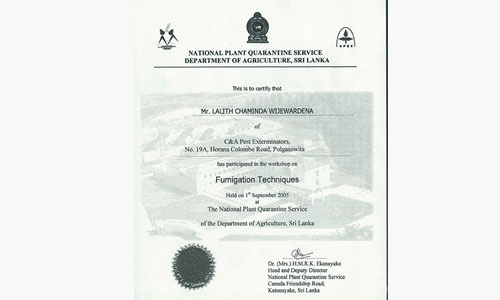 NPQS
NATIONAL PLANT QUARANTINE SERVICE
DEPARTMENT OF AGRICULTURE, SRI LANKA
This is to certify that
Mr. LALITH CHAMINDA WIJEWARDENA
of
C&A Pest Exterminators,
No. 19A, Horana Colombo Road, Polgasowita
has participated in the workshop on
Fumigation Techniques
Held on 1st September 2005
at
The National Plant Quarantine Service
of the Department of Agriculture, Sri Lanka
Dr. (Mrs.) H.M.R.K. Ekanayake
Head and Deputy Director
National Plant Quarantine Service
Canada Friendship Road,
Katunayake, Sri Lanka